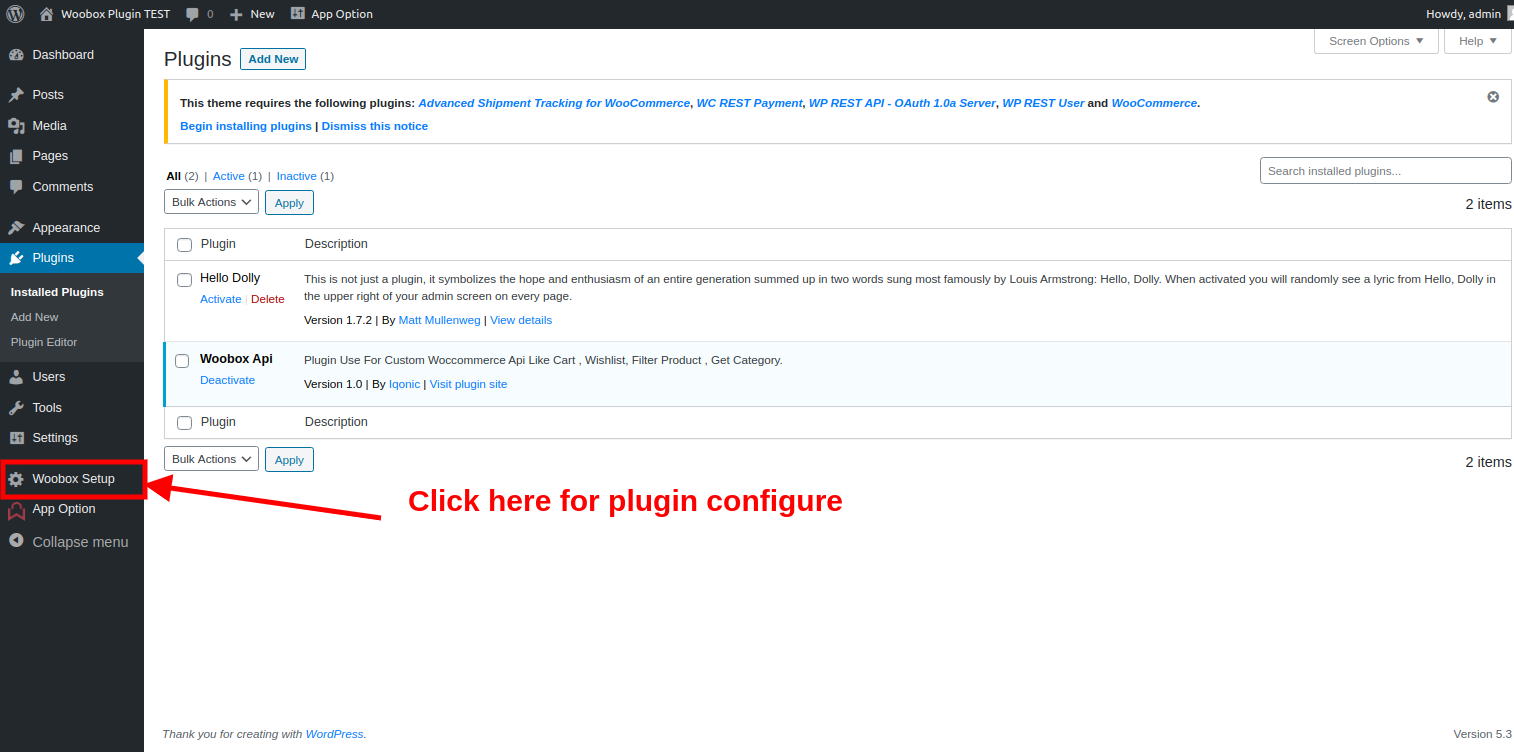 Woobox Plugin TEST 0 New App Option Howdy, admin
Dashboard
Posts
Media
Pages
Comments
Appearance
Plugins
Installed Plugins
Add New
Plugin Editor
Users
Tools
Settings
Woobox Setup
App Option
Collapse menu
Screen Options Help
Plugins Add New
This theme requires the following plugins: Advanced Shipment Tracking for WooCommerce, WC REST Payment, WP REST API - OAuth 1.0a Server, WP REST User and WooCommerce.
Begin installing plugins | Dismiss this notice
All (2) | Active (1) | Inactive (1)
Search installed plugins...
Bulk Actions Apply
2 items
Plugin Description
Hello Dolly
Activate | Delete
This is not just a plugin, it symbolizes the hope and enthusiasm of an entire generation summed up in two words sung most famously by Louis Armstrong: Hello, Dolly. When activated you will randomly see a lyric from Hello, Dolly in
the upper right of your admin screen on every page.
Version 1.7.2 | By Matt Mullenweg | View details
Woobox Api
Deactivate
Plugin Use For Custom Woccommerce Api Like Cart , Wishlist, Filter Product , Get Category.
Version 1.0 | By Iqonic | Visit plugin site
Plugin Description
Bulk Actions Apply
2 items
Click here for plugin configure
Thank you for creating with WordPress.
Version 5.3